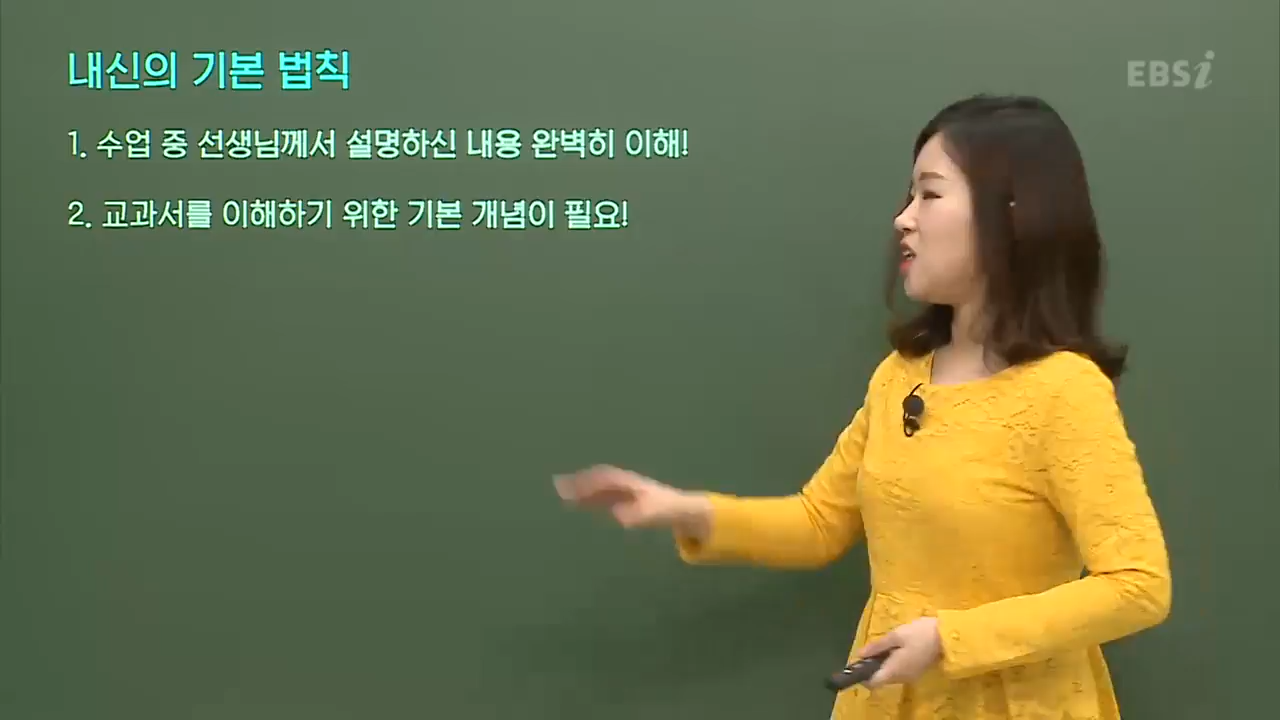 내신의 기본 법칙
EBSi
1. 수업 중 선생님께서 설명하신 내용 완벽히 이해!
2. 교과서를 이해하기 위한 기본 개념이 필요!